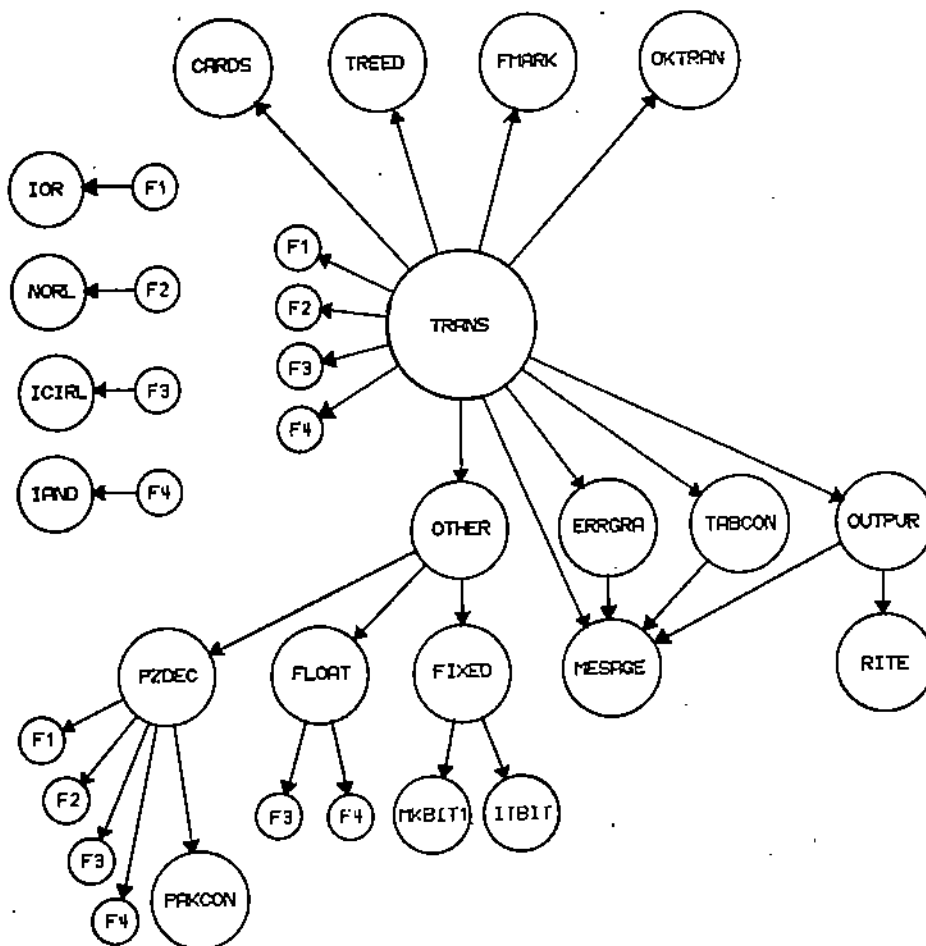 CARDS
TREED
FMARK
OKTRAN
IOR
F1
F1
NORL
F2
F2
TRANS
F3
ICIRL
F3
F4
IAND
F4
OTHER
ERRGRA
TABCON
OUTPUR
PZDEC
FLOAT
FIXED
MESAGE
RITE
F1
F2
F3
F4
MKBIT1
ITBIT
F3
F4
PAKCON